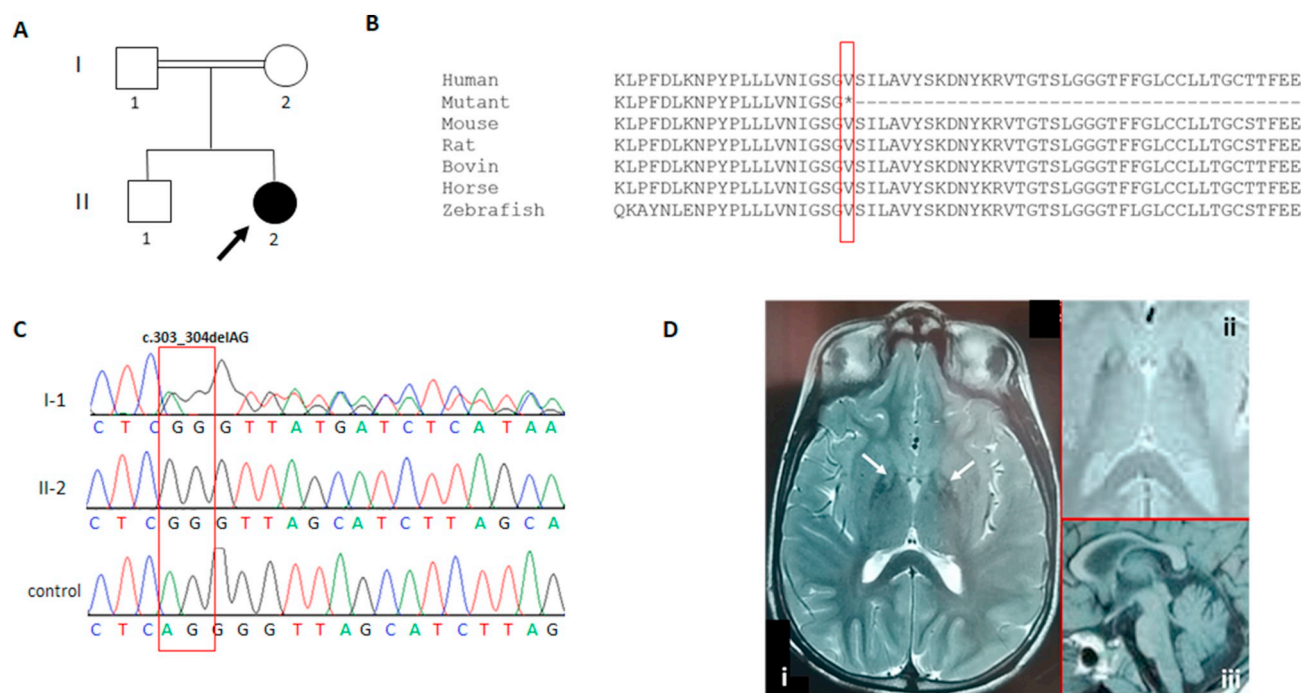 A
I
1
2
II
1
2
B
Human KLPFDLKNPYPLLLVNIGSGVSILAVYSKDNYKRVTGTSLGGGTFFGLCCLLTGCTTFEE
Mutant KLPFDLKNPYPLLLVNIGSG*---------------------------------------
Mouse KLPFDLKNPYPLLLVNIGSGVSILAVYSKDNYKRVTGTSLGGGTFFGLCCLLTGCSTFEE
Rat KLPFDLKNPYPLLLVNIGSGVSILAVYSKDNYKRVTGTSLGGGTFFGLCCLLTGCSTFEE
Bovin KLPFDLKNPYPLLLVNIGSGVSILAVYSKDNYKRVTGTSLGGGTFFGLCCLLTGCTTFEE
Horse KLPFDLKNPYPLLLVNIGSGVSILAVYSKDNYKRVTGTSLGGGTFFGLCCLLTGCSTFEE
Zebrafish QKAYNLENPYPLLLVNIGSGVSILAVYSKDNYKRVTGTSLGGGTFLGLCCLLTGCSTFEE
C
c.303_304delAG
I-1
C T C G G G T T A T G A T C T C A T A A
II-2
C T C G G G T T A G C A T C T T A G C A
control
C T C A G G G G T T A G C A T C T T A G
D
i
ii
iii